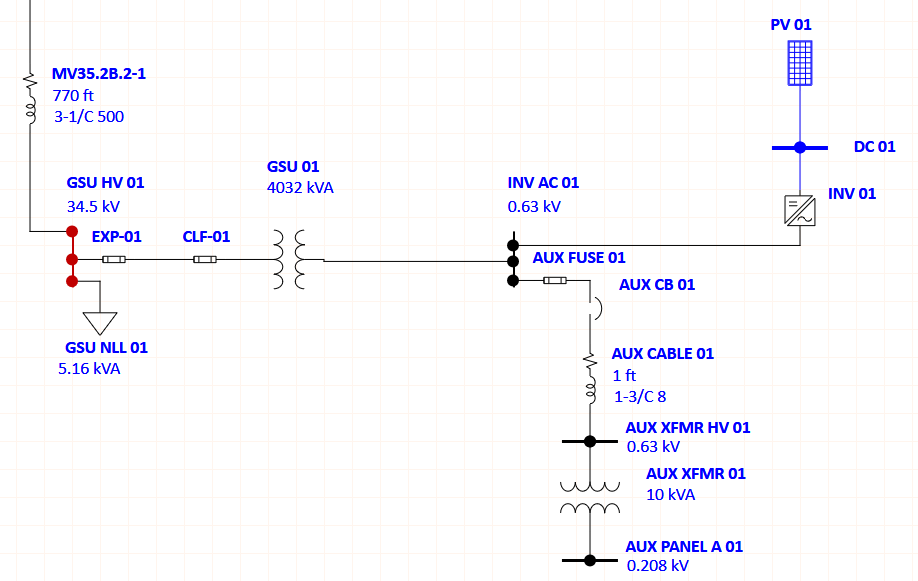 PV 01
MV35.2B.2-1
770 ft
3-1/C 500
DC 01
GSU 01
4032 kVA
GSU HV 01
34.5 kV
INV AC 01
0.63 kV
INV 01
EXP-01
CLF-01
AUX FUSE 01
AUX CB 01
GSU NLL 01
5.16 kVA
AUX CABLE 01
1 ft
1-3/C 8
AUX XFMR HV 01
0.63 kV
AUX XFMR 01
10 kVA
AUX PANEL A 01
0.208 kV